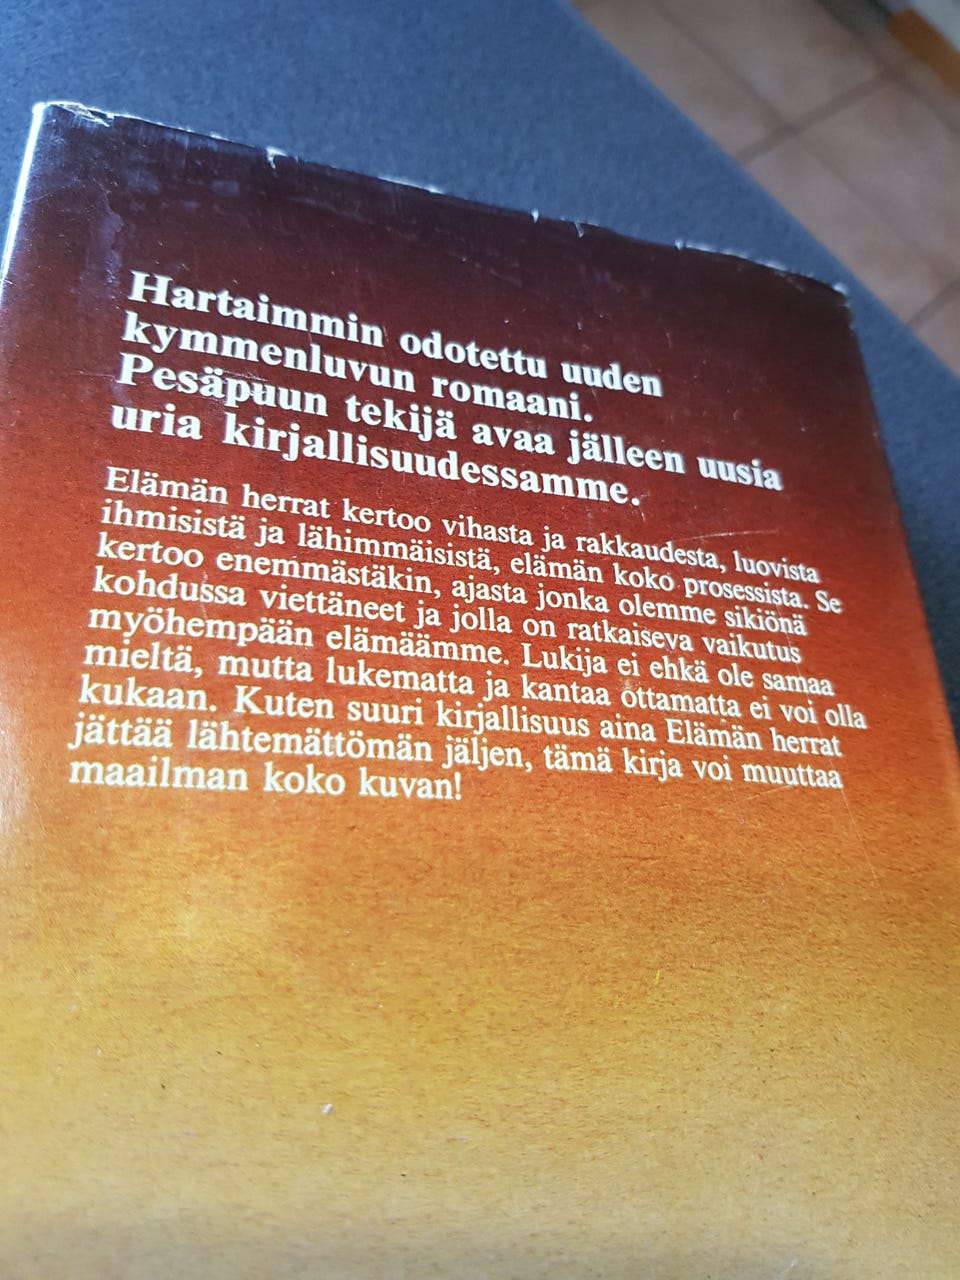 Hartaimmin odotettu uuden
kymmenluvun romaani.
Pesäpuun tekijä avaa jälleen uusia
uria kirjallisuudessamme.
Elämän herrat kertoo vihasta ja rakkaudesta, luovista
ihmisistä ja lähimmäisistä, elämän koko prosessista. Se
kertoo enemmästäkin, ajasta jonka olemme sikiönä
kohdussa viettäneet ja jolla on ratkaiseva vaikutus
myöhempään elämäämme. Lukija ei ehkä ole samaa
mieltä, mutta lukematta ja kantaa ottamatta ei voi olla
kukaan. Kuten suuri kirjallisuus aina Elämän herrat
jättää lähtemättömän jäljen, tämä kirja voi muuttaa
maailman koko kuvan!